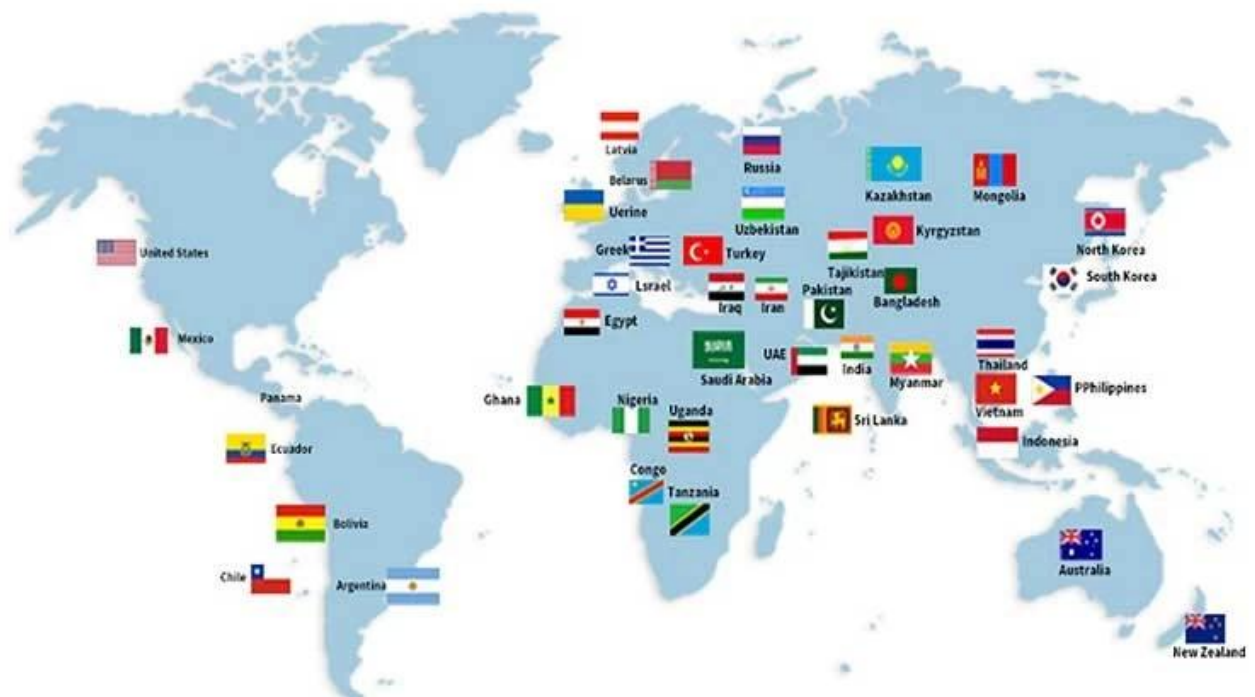 Latvia
Russia
Belarus
Kazakhstan
Mongolia
Uerine
Uzbekistan
Kyrgyzstan
North Korea
United States
Greek
Turkey
Tajikistan
South Korea
Lsrael
Iraq
Iran
Pakistan
Bangladesh
Egypt
Mexico
Saudi Arabia
UAE
India
Myanmar
Thailand
Panama
Ghana
Nigeria
Uganda
Sri Lanka
Vietnam
PPhilippines
Ecuador
Indonesia
Congo
Tanzania
Bolivia
Australia
Chile
Argentina
New Zealand